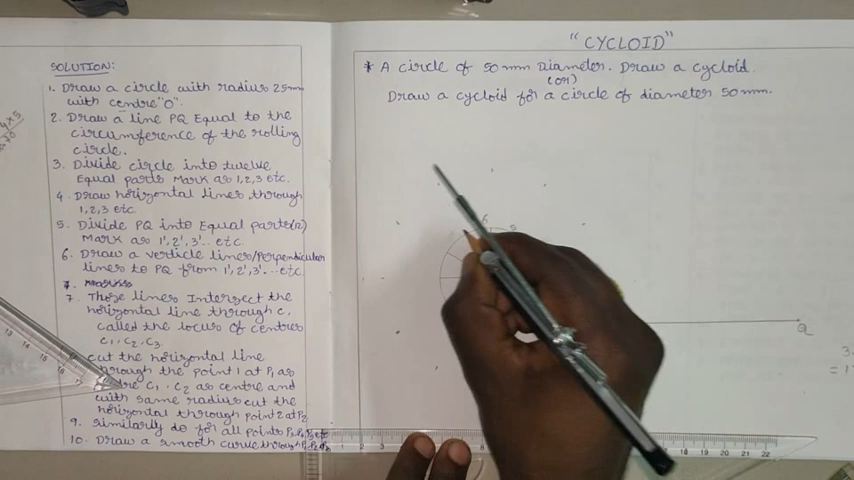 SOLUTION:
1. Draw a circle with radius 25mm
with centre "O".
2. Draw a line PQ Equal to the
circumference of the rolling
circle.
3. Divide circle into twelve
Equal parts Mark as 1,2,3 etc.
4. Draw horizontal lines through
1,2,3 etc.
5. Divide PQ into Equal parts(12)
Mark as 1',2',3'.. etc
6. Draw a verticle lines/Perpendicular
lines to PQ from 1',2',3'...etc.
7. Those lines Intersect the
horizontal line through c,
called the locus of centres
C1, C2, C3.
cut the horizontal line
through the point 1 at P1 as
C1. C2 as centre and
with same radius cut the
horizontal through point 2 at P2
9. Similarly do for all points
10. Draw a smooth curve through
"CYCLOID"
* A circle of 50mm Diameter. Draw a cycloid.
(or)
Draw a cycloid for a circle of diameter 50mm.
6
5
Q